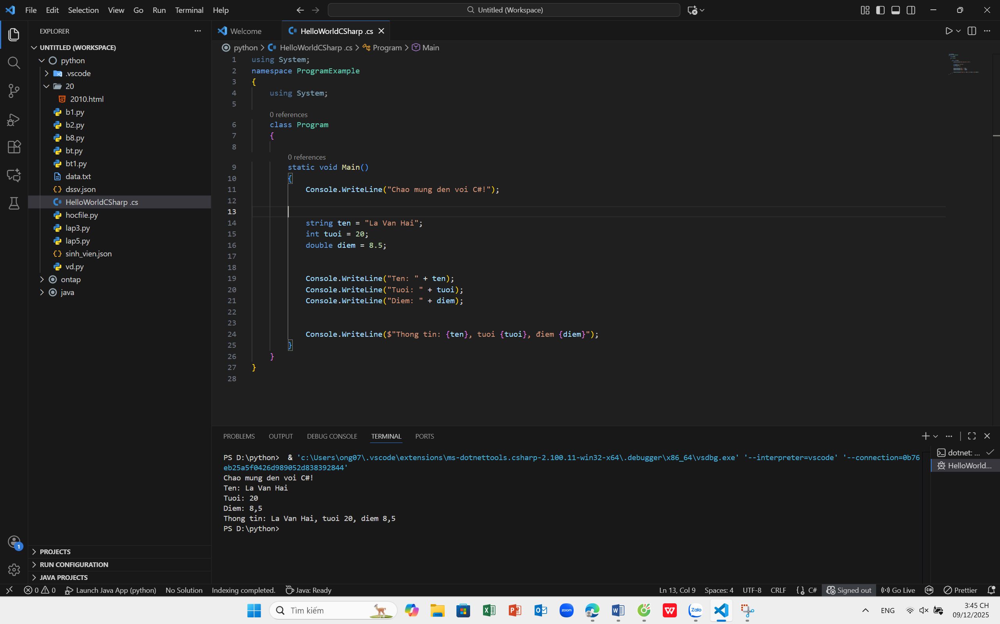 File Edit Selection View Go Run Terminal Help
Untitled (Workspace)
EXPLORER
UNTITLED (WORKSPACE)
python
.vscode
20
2010.html
b1.py
b2.py
b8.py
bt.py
bt1.py
data.txt
dssv.json
HelloWorldCSharp .cs
hocfile.py
lap3.py
lap5.py
sinh_vien.json
vd.py
ontap
java
PROJECTS
RUN CONFIGURATION
JAVA PROJECTS
Welcome
HelloWorldCSharp .cs
python > HelloWorldCSharp .cs > Program > Main
1 using System;
2 namespace ProgramExample
3 {
4 using System;
5
0 references
6 class Program
7 {
8
0 references
9 static void Main()
10 {
11 Console.WriteLine("Chao mung den voi C#!");
12
13
14 string ten = "La Van Hai";
15 int tuoi = 20;
16 double diem = 8.5;
17
18
19 Console.WriteLine("Ten: " + ten);
20 Console.WriteLine("Tuoi: " + tuoi);
21 Console.WriteLine("Diem: " + diem);
22
23
24 Console.WriteLine($"Thong tin: {ten}, tuoi {tuoi}, điem {diem}");
25 }
26 }
27 }
28
PROBLEMS OUTPUT DEBUG CONSOLE TERMINAL PORTS
PS D:\python>  & 'c:\Users\ong07\.vscode\extensions\ms-dotnettools.csharp-2.100.11-win32-x64\.debugger\x86_64\vsdbg.exe' '--interpreter=vscode' '--connection=0b76
eb25a5f0426d989052d838392844'
Chao mung den voi C#!
Ten: La Van Hai
Tuoi: 20
Diem: 8,5
Thong tin: La Van Hai, tuoi 20, diem 8,5
PS D:\python>
dotnet: ...
HelloWorld...
1
0 0 Launch Java App (python) No Solution Indexing completed. Java: Ready
Ln 13, Col 9 Spaces: 4 UTF-8 CRLF C# Signed out Go Live Prettier
Tìm kiếm
zoom
Zalo
ENG
3:45 CH
09/12/2025